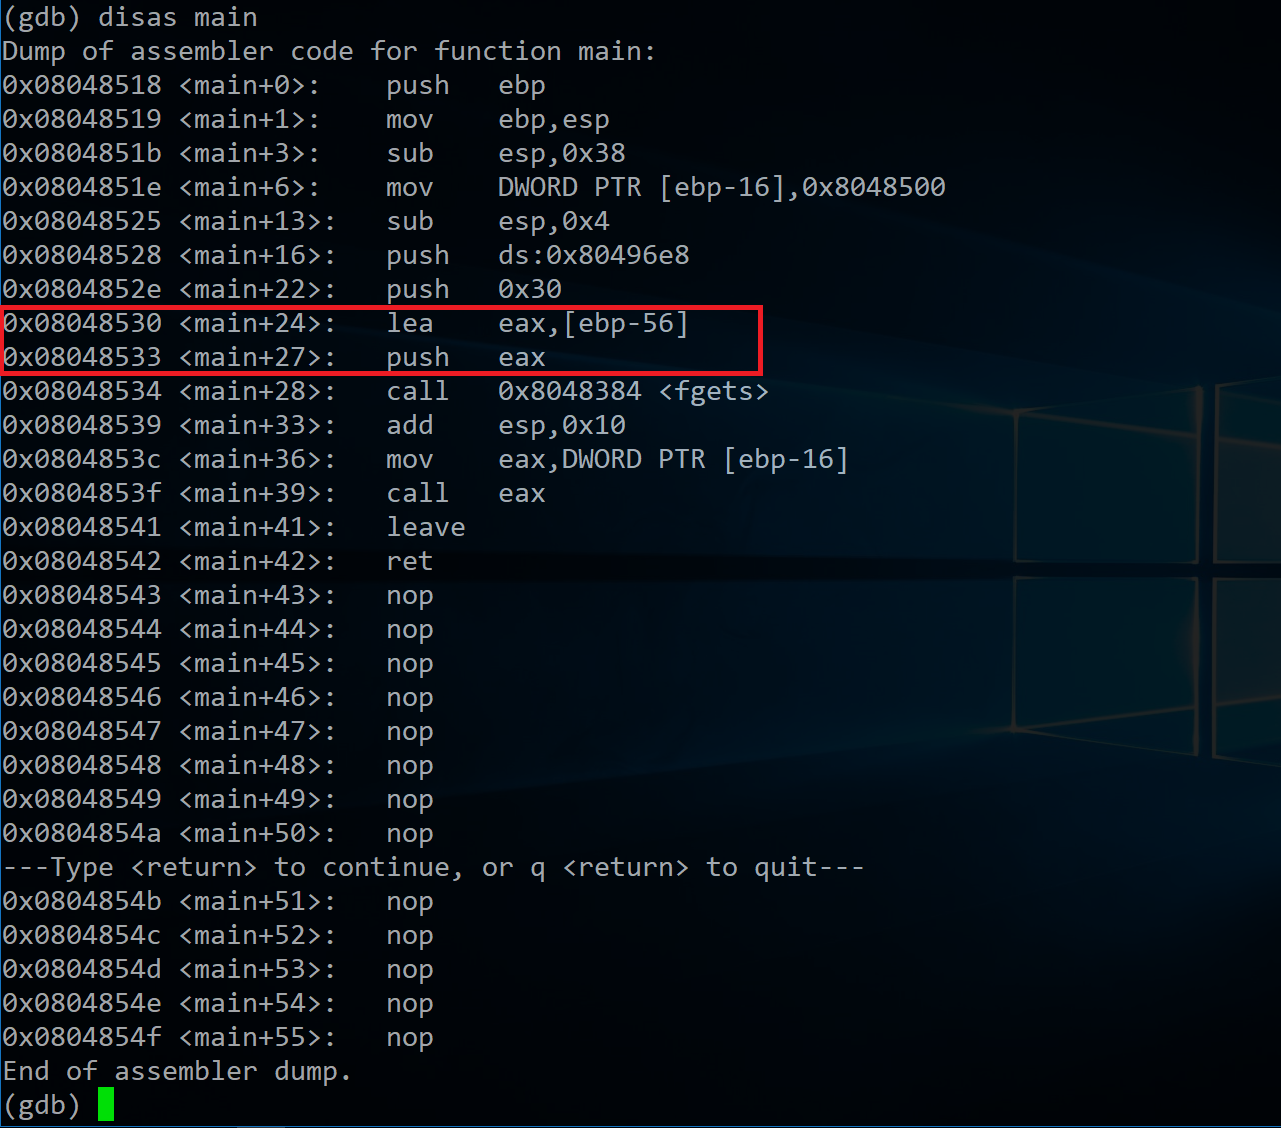 (gdb) disas main
Dump of assembler code for function main:
0x08048518 <main+0>:    push   ebp
0x08048519 <main+1>:    mov    ebp,esp
0x0804851b <main+3>:    sub    esp,0x38
0x0804851e <main+6>:    mov    DWORD PTR [ebp-16],0x8048500
0x08048525 <main+13>:   sub    esp,0x4
0x08048528 <main+16>:   push   ds:0x80496e8
0x0804852e <main+22>:   push   0x30
0x08048530 <main+24>:   lea    eax,[ebp-56]
0x08048533 <main+27>:   push   eax
0x08048534 <main+28>:   call   0x8048384 <fgets>
0x08048539 <main+33>:   add    esp,0x10
0x0804853c <main+36>:   mov    eax,DWORD PTR [ebp-16]
0x0804853f <main+39>:   call   eax
0x08048541 <main+41>:   leave
0x08048542 <main+42>:   ret
0x08048543 <main+43>:   nop
0x08048544 <main+44>:   nop
0x08048545 <main+45>:   nop
0x08048546 <main+46>:   nop
0x08048547 <main+47>:   nop
0x08048548 <main+48>:   nop
0x08048549 <main+49>:   nop
0x0804854a <main+50>:   nop
---Type <return> to continue, or q <return> to quit---
0x0804854b <main+51>:   nop
0x0804854c <main+52>:   nop
0x0804854d <main+53>:   nop
0x0804854e <main+54>:   nop
0x0804854f <main+55>:   nop
End of assembler dump.
(gdb)